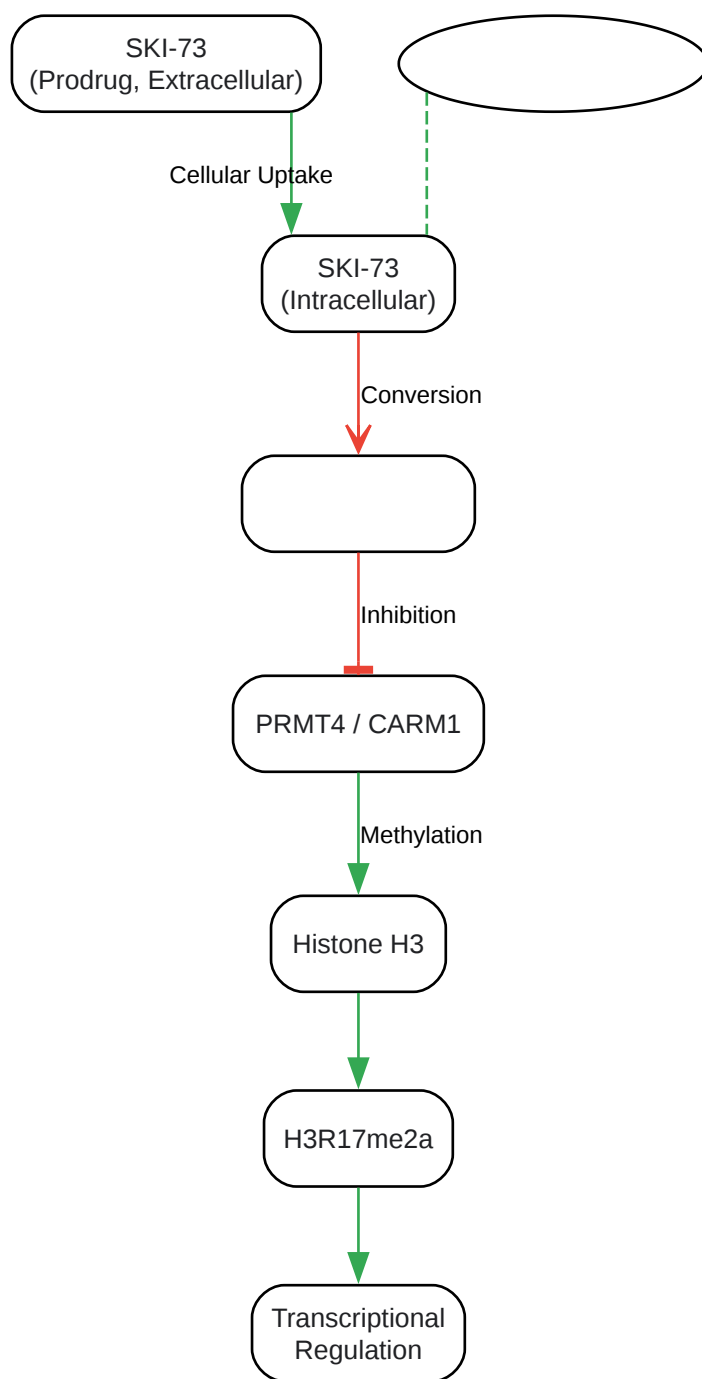 SKI-73
(Prodrug, Extracellular)
Cellular Uptake
SKI-73
(Intracellular)
Conversion
Inhibition
PRMT4 / CARM1
Methylation
Histone H3
H3R17me2a
Transcriptional
Regulation